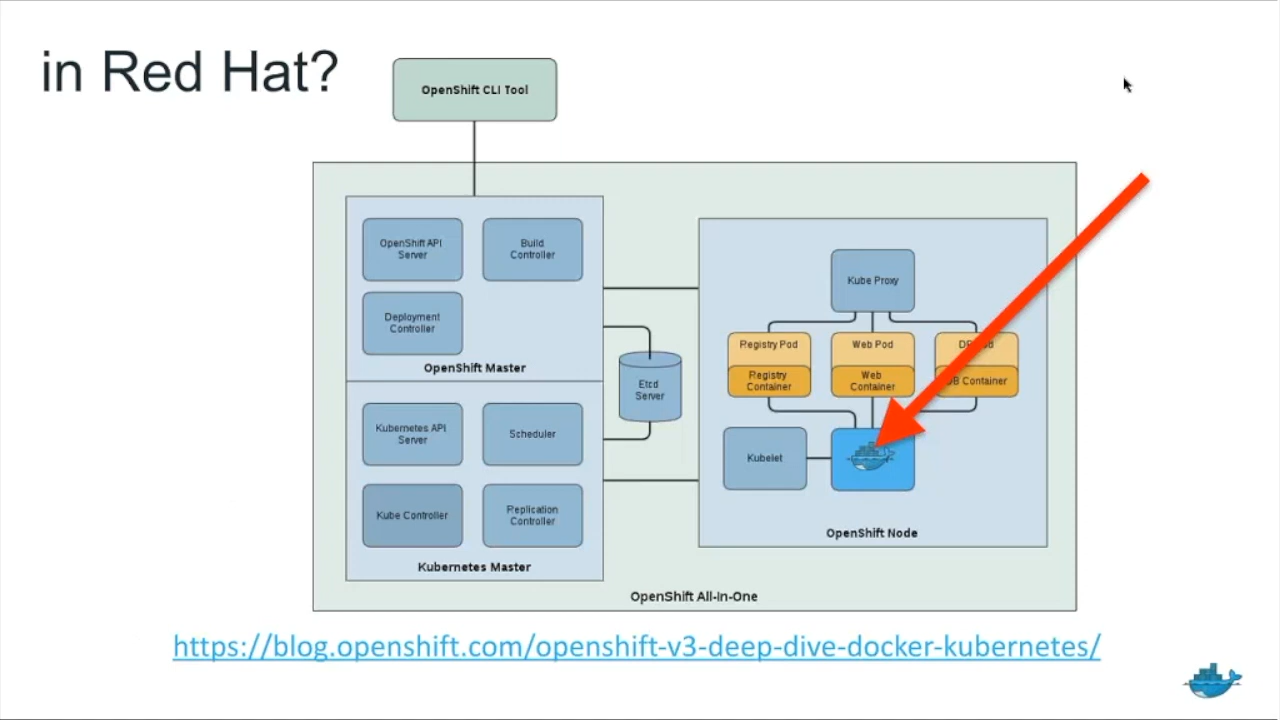 in Red Hat?
OpenShift CLI Tool
OpenShift API
Server
Build
Controller
Deployment
Controller
OpenShift Master
Kubernetes API
Server
Scheduler
Kube Controller
Replication
Controller
Kubernetes Master
Etcd
Server
Kube Proxy
Registry Pod
Registry
Container
Web Pod
Web
Container
Container
Kubelet
OpenShift Node
OpenShift All-In-One
https://blog.openshift.com/openshift-v3-deep-dive-docker-kubernetes/